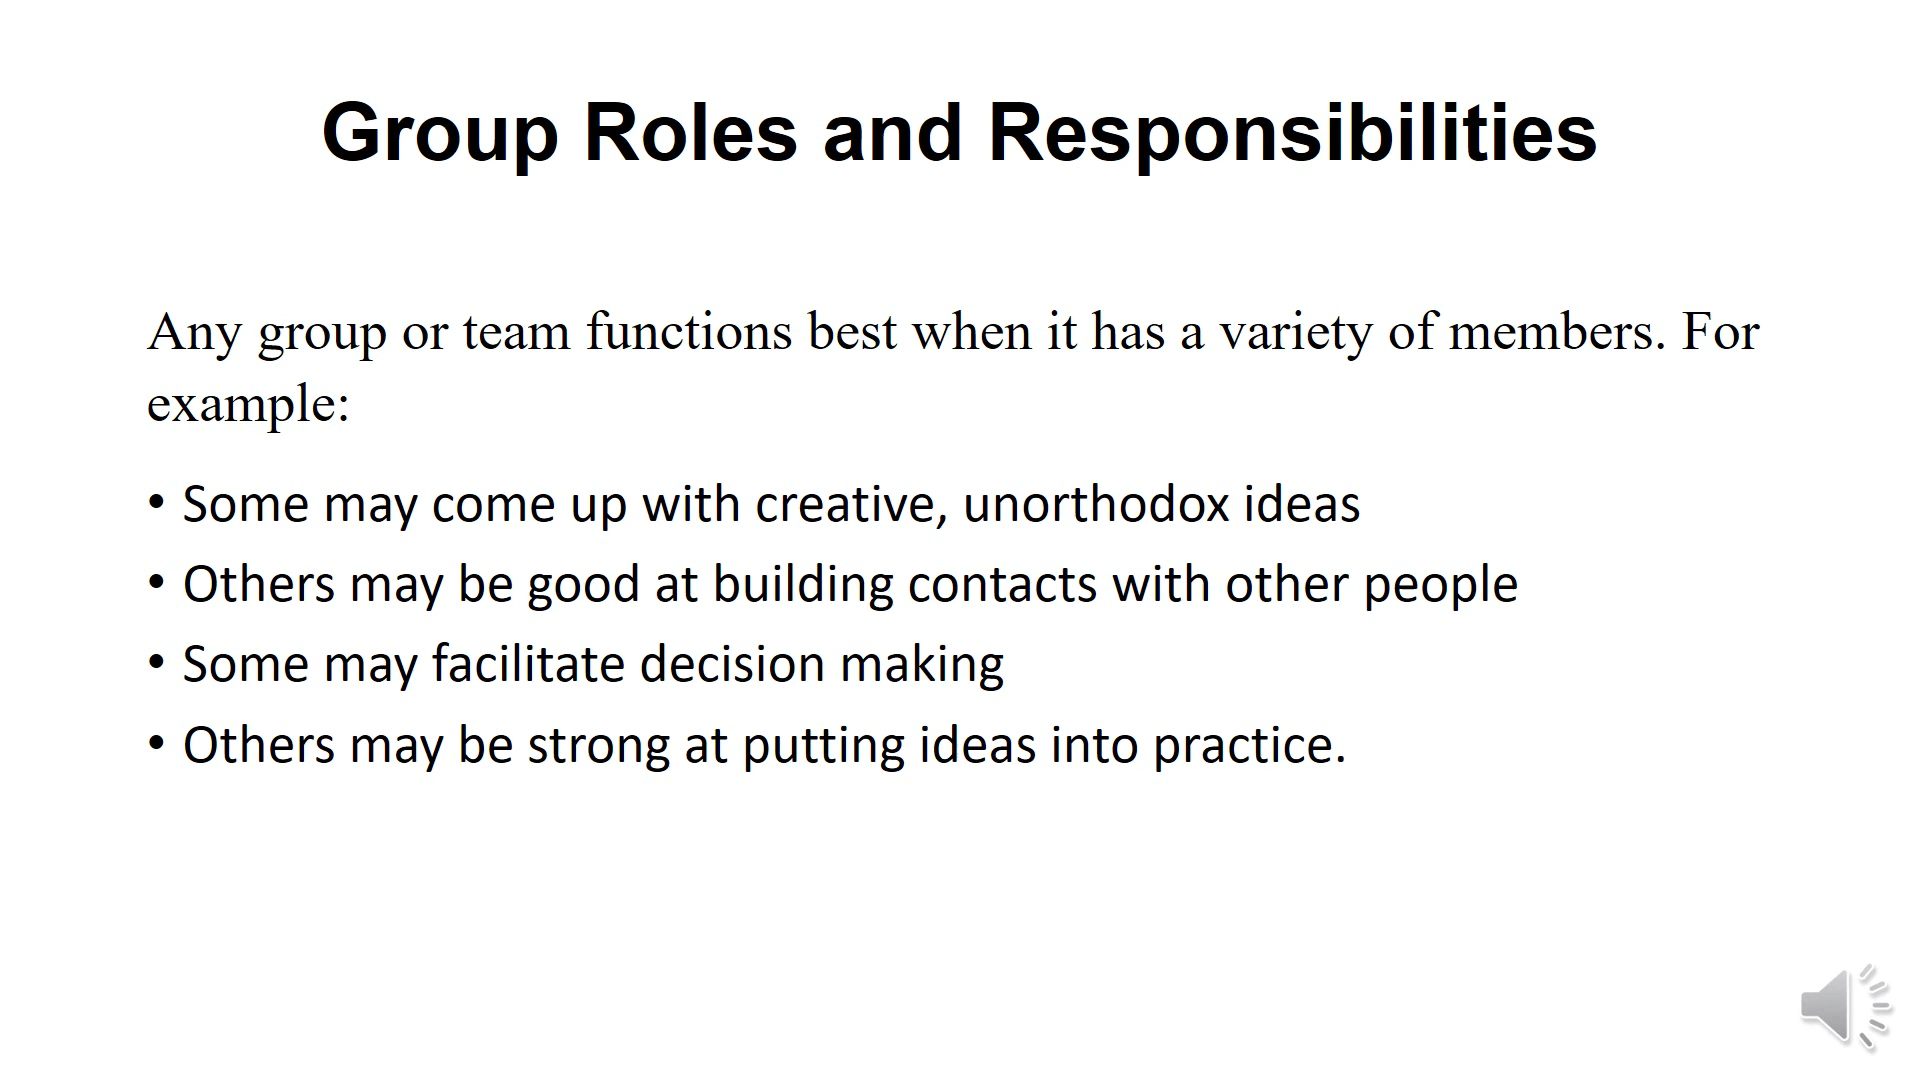 Group Roles and Responsibilities
Any group or team functions best when it has a variety of members. For
example:
• Some may come up with creative, unorthodox ideas
• Others may be good at building contacts with other people
• Some may facilitate decision making
• Others may be strong at putting ideas into practice.